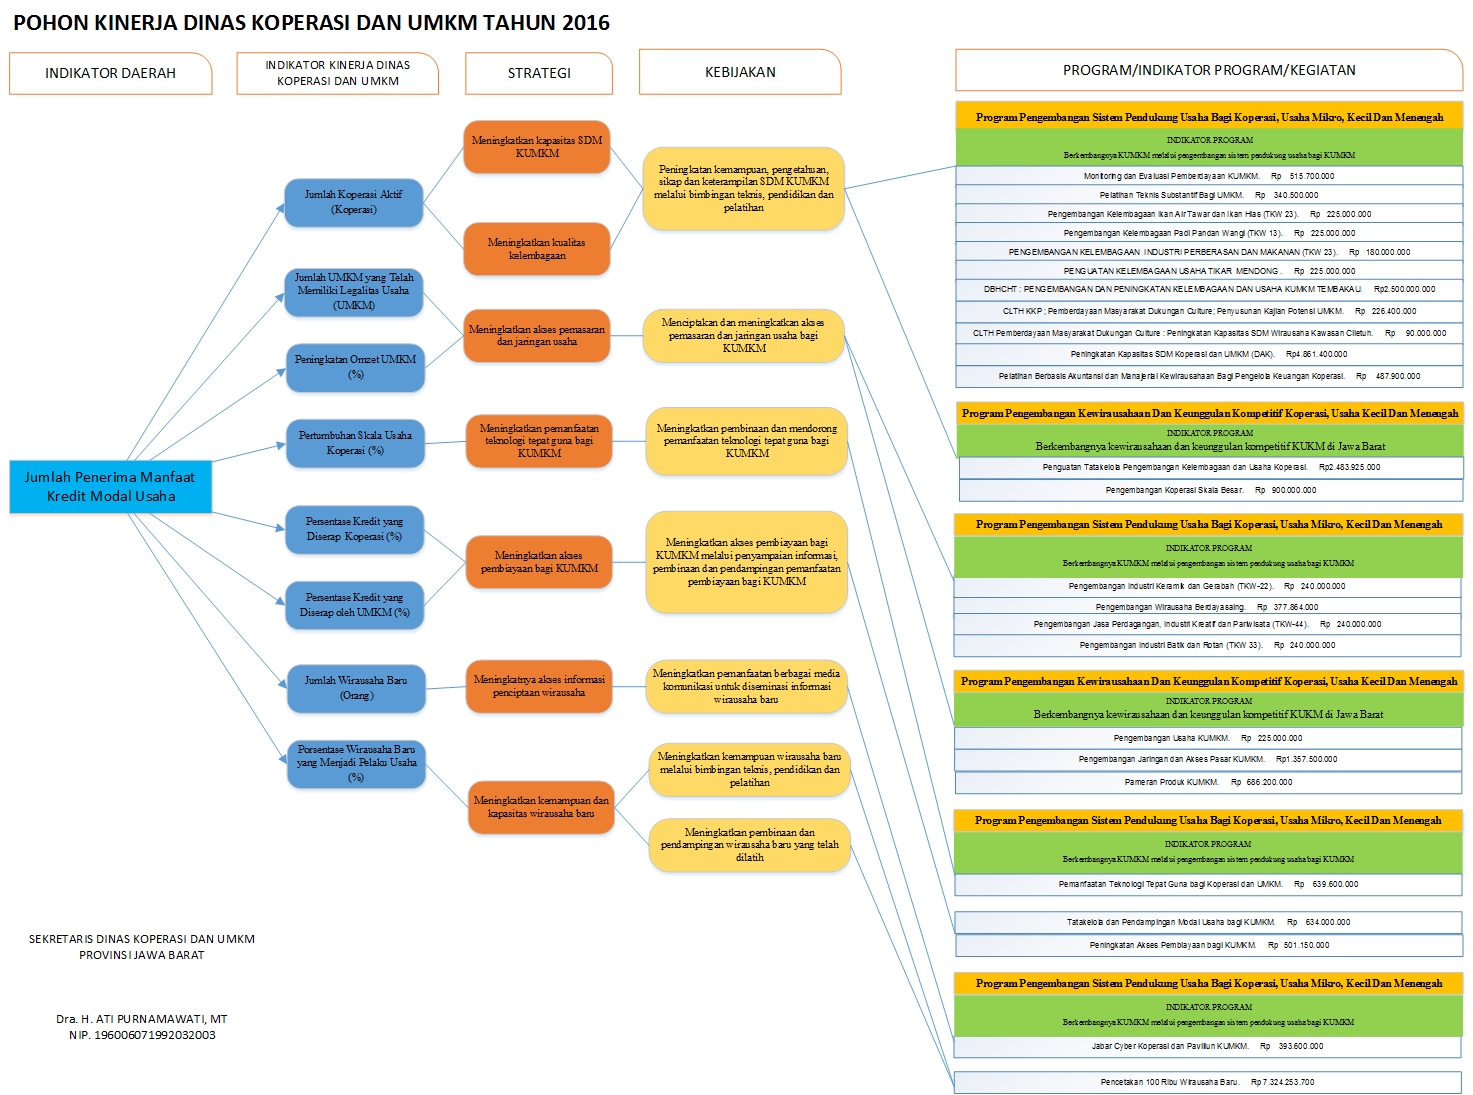 POHON KINERJA DINAS KOPERASI DAN UMKM TAHUN 2016
INDIKATOR DAERAH
INDIKATOR KINERJA DINAS
KOPERASI DAN UMKM
STRATEGI
KEBIJAKAN
PROGRAM/INDIKATOR PROGRAM/KEGIATAN
Jumlah Penerima Manfaat
Kredit Modal Usaha
Jumlah Koperasi Aktif
(Koperasi)
Jumlah UMKM yang Telah
Memiliki Legalitas Usaha
(UMKM)
Peningkatan Omzet UMKM
(%)
Pertumbuhan Skala Usaha
Koperasi (%)
Persentase Kredit yang
Diserap Koperasi (%)
Persentase Kredit yang
Diserap oleh UMKM (%)
Jumlah Wirausaha Baru
(Orang)
Porsentase Wirausaha Baru
yang Menjadi Pelaku Usaha
(%)
Meningkatkan kapasitas SDM
KUMKM
Meningkatkan kualitas
kelembagaan
Meningkatkan akses pemasaran
dan jaringan usaha
Meningkatkan pemanfaatan
teknologi tepat guna bagi
KUMKM
Meningkatkan akses
pembiayaan bagi KUMKM
Meningkatnya akses informasi
penciptaan wirausaha
Meningkatkan kemampuan dan
kapasitas wirausaha baru
Peningkatan kemampuan, pengetahuan,
sikap dan keterampilan SDM KUMKM
melalui bimbingan teknis, pendidikan dan
pelatihan
Menciptakan dan meningkatkan akses
pemasaran dan jaringan usaha bagi
KUMKM
Meningkatkan pembinaan dan mendorong
pemanfaatan teknologi tepat guna bagi
KUMKM
Meningkatkan akses pembiayaan bagi
KUMKM melalui penyampaian informasi,
pembinaan dan pendampingan pemanfaatan
pembiayaan bagi KUMKM
Meningkatkan pemanfaatan berbagai media
komunikasi untuk diseminasi informasi
wirausaha baru
Meningkatkan kemampuan wirausaha baru
melalui bimbingan teknis, pendidikan dan
pelatihan
Meningkatkan pembinaan dan
pendampingan wirausaha baru yang telah
dilatih
Program Pengembangan Sistem Pendukung Usaha Bagi Koperasi, Usaha Mikro, Kecil Dan Menengah
INDIKATOR PROGRAM
Berkembangnya KUMKM melalui pengembangan sistem pendukung usaha bagi KUMKM
Monitoring dan Evaluasi Pemberdayaan KUMKM. Rp 515.700.000
Pelatihan Teknis Substantif Bagi UMKM. Rp 340.500.000
Pengembangan Kelembagaan Ikan Air Tawar dan Ikan Hias (TKW 23). Rp 225.000.000
Pengembangan Kelembagaan Padi Pandan Wangi (TKW 13). Rp 225.000.000
PENGEMBANGAN KELEMBAGAAN INDUSTRI PERBERASAN DAN MAKANAN (TKW 23). Rp 180.000.000
PENGUATAN KELEMBAGAAN USAHA TIKAR MENDONG . Rp 225.000.000
DBHCHT : PENGEMBANGAN DAN PENINGKATAN KELEMBAGAAN DAN USAHA KUMKM TEMBAKAU. Rp2.500.000.000
CLTH KKP ; Pemberdayaan Masyarakat Dukungan Culture; Penyusunan Kajian Potensi UMKM. Rp 226.400.000
CLTH Pemberdayaan Masyarakat Dukungan Culture : Peningkatan Kapasitas SDM Wirausaha Kawasan Ciletuh. Rp 90.000.000
Peningkatan Kapasitas SDM Koperasi dan UMKM (DAK). Rp4.861.400.000
Pelatihan Berbasis Akuntansi dan Manajerial Kewirausahaan Bagi Pengelola Keuangan Koperasi. Rp 487.900.000
Program Pengembangan Kewirausahaan Dan Keunggulan Kompetitif Koperasi, Usaha Kecil Dan Menengah
INDIKATOR PROGRAM
Berkembangnya kewirausahaan dan keunggulan kompetitif KUKM di Jawa Barat
Penguatan Tatakelola Pengembangan Kelembagaan dan Usaha Koperasi. Rp2.483.925.000
Pengembangan Koperasi Skala Besar. Rp 900.000.000
Program Pengembangan Sistem Pendukung Usaha Bagi Koperasi, Usaha Mikro, Kecil Dan Menengah
INDIKATOR PROGRAM
Berkembangnya KUMKM melalui pengembangan sistem pendukung usaha bagi KUMKM
Pengembangan Industri Keramik dan Gerabah (TKW-22). Rp 240.000.000
Pengembangan Wirausaha Berdayasaing. Rp 377.864.000
Pengembangan Jasa Perdagangan, Industri Kreatif dan Pariwisata (TKW-44). Rp 240.000.000
Pengembangan Industri Batik dan Rotan (TKW 33). Rp 240.000.000
Program Pengembangan Kewirausahaan Dan Keunggulan Kompetitif Koperasi, Usaha Kecil Dan Menengah
INDIKATOR PROGRAM
Berkembangnya kewirausahaan dan keunggulan kompetitif KUKM di Jawa Barat
Pengembangan Usaha KUMKM. Rp 225.000.000
Pengembangan Jaringan dan Akses Pasar KUMKM. Rp1.357.500.000
Pameran Produk KUMKM. Rp 686.200.000
Program Pengembangan Sistem Pendukung Usaha Bagi Koperasi, Usaha Mikro, Kecil Dan Menengah
INDIKATOR PROGRAM
Berkembangnya KUMKM melalui pengembangan sistem pendukung usaha bagi KUMKM
Pemanfaatan Teknologi Tepat Guna bagi Koperasi dan UMKM. Rp 639.600.000
Tatakelola dan Pendampingan Modal Usaha bagi KUMKM. Rp 634.000.000
Peningkatan Akses Pembiayaan bagi KUMKM. Rp 501.150.000
Program Pengembangan Sistem Pendukung Usaha Bagi Koperasi, Usaha Mikro, Kecil Dan Menengah
INDIKATOR PROGRAM
Berkembangnya KUMKM melalui pengembangan sistem pendukung usaha bagi KUMKM
Jabar Cyber Koperasi dan Paviliun KUMKM. Rp 393.600.000
Pencetakan 100 Ribu Wirausaha Baru. Rp 7.324.253.700
SEKRETARIS DINAS KOPERASI DAN UMKM
PROVINSI JAWA BARAT
Dra. H. ATI PURNAMAWATI, MT
NIP. 196006071992032003